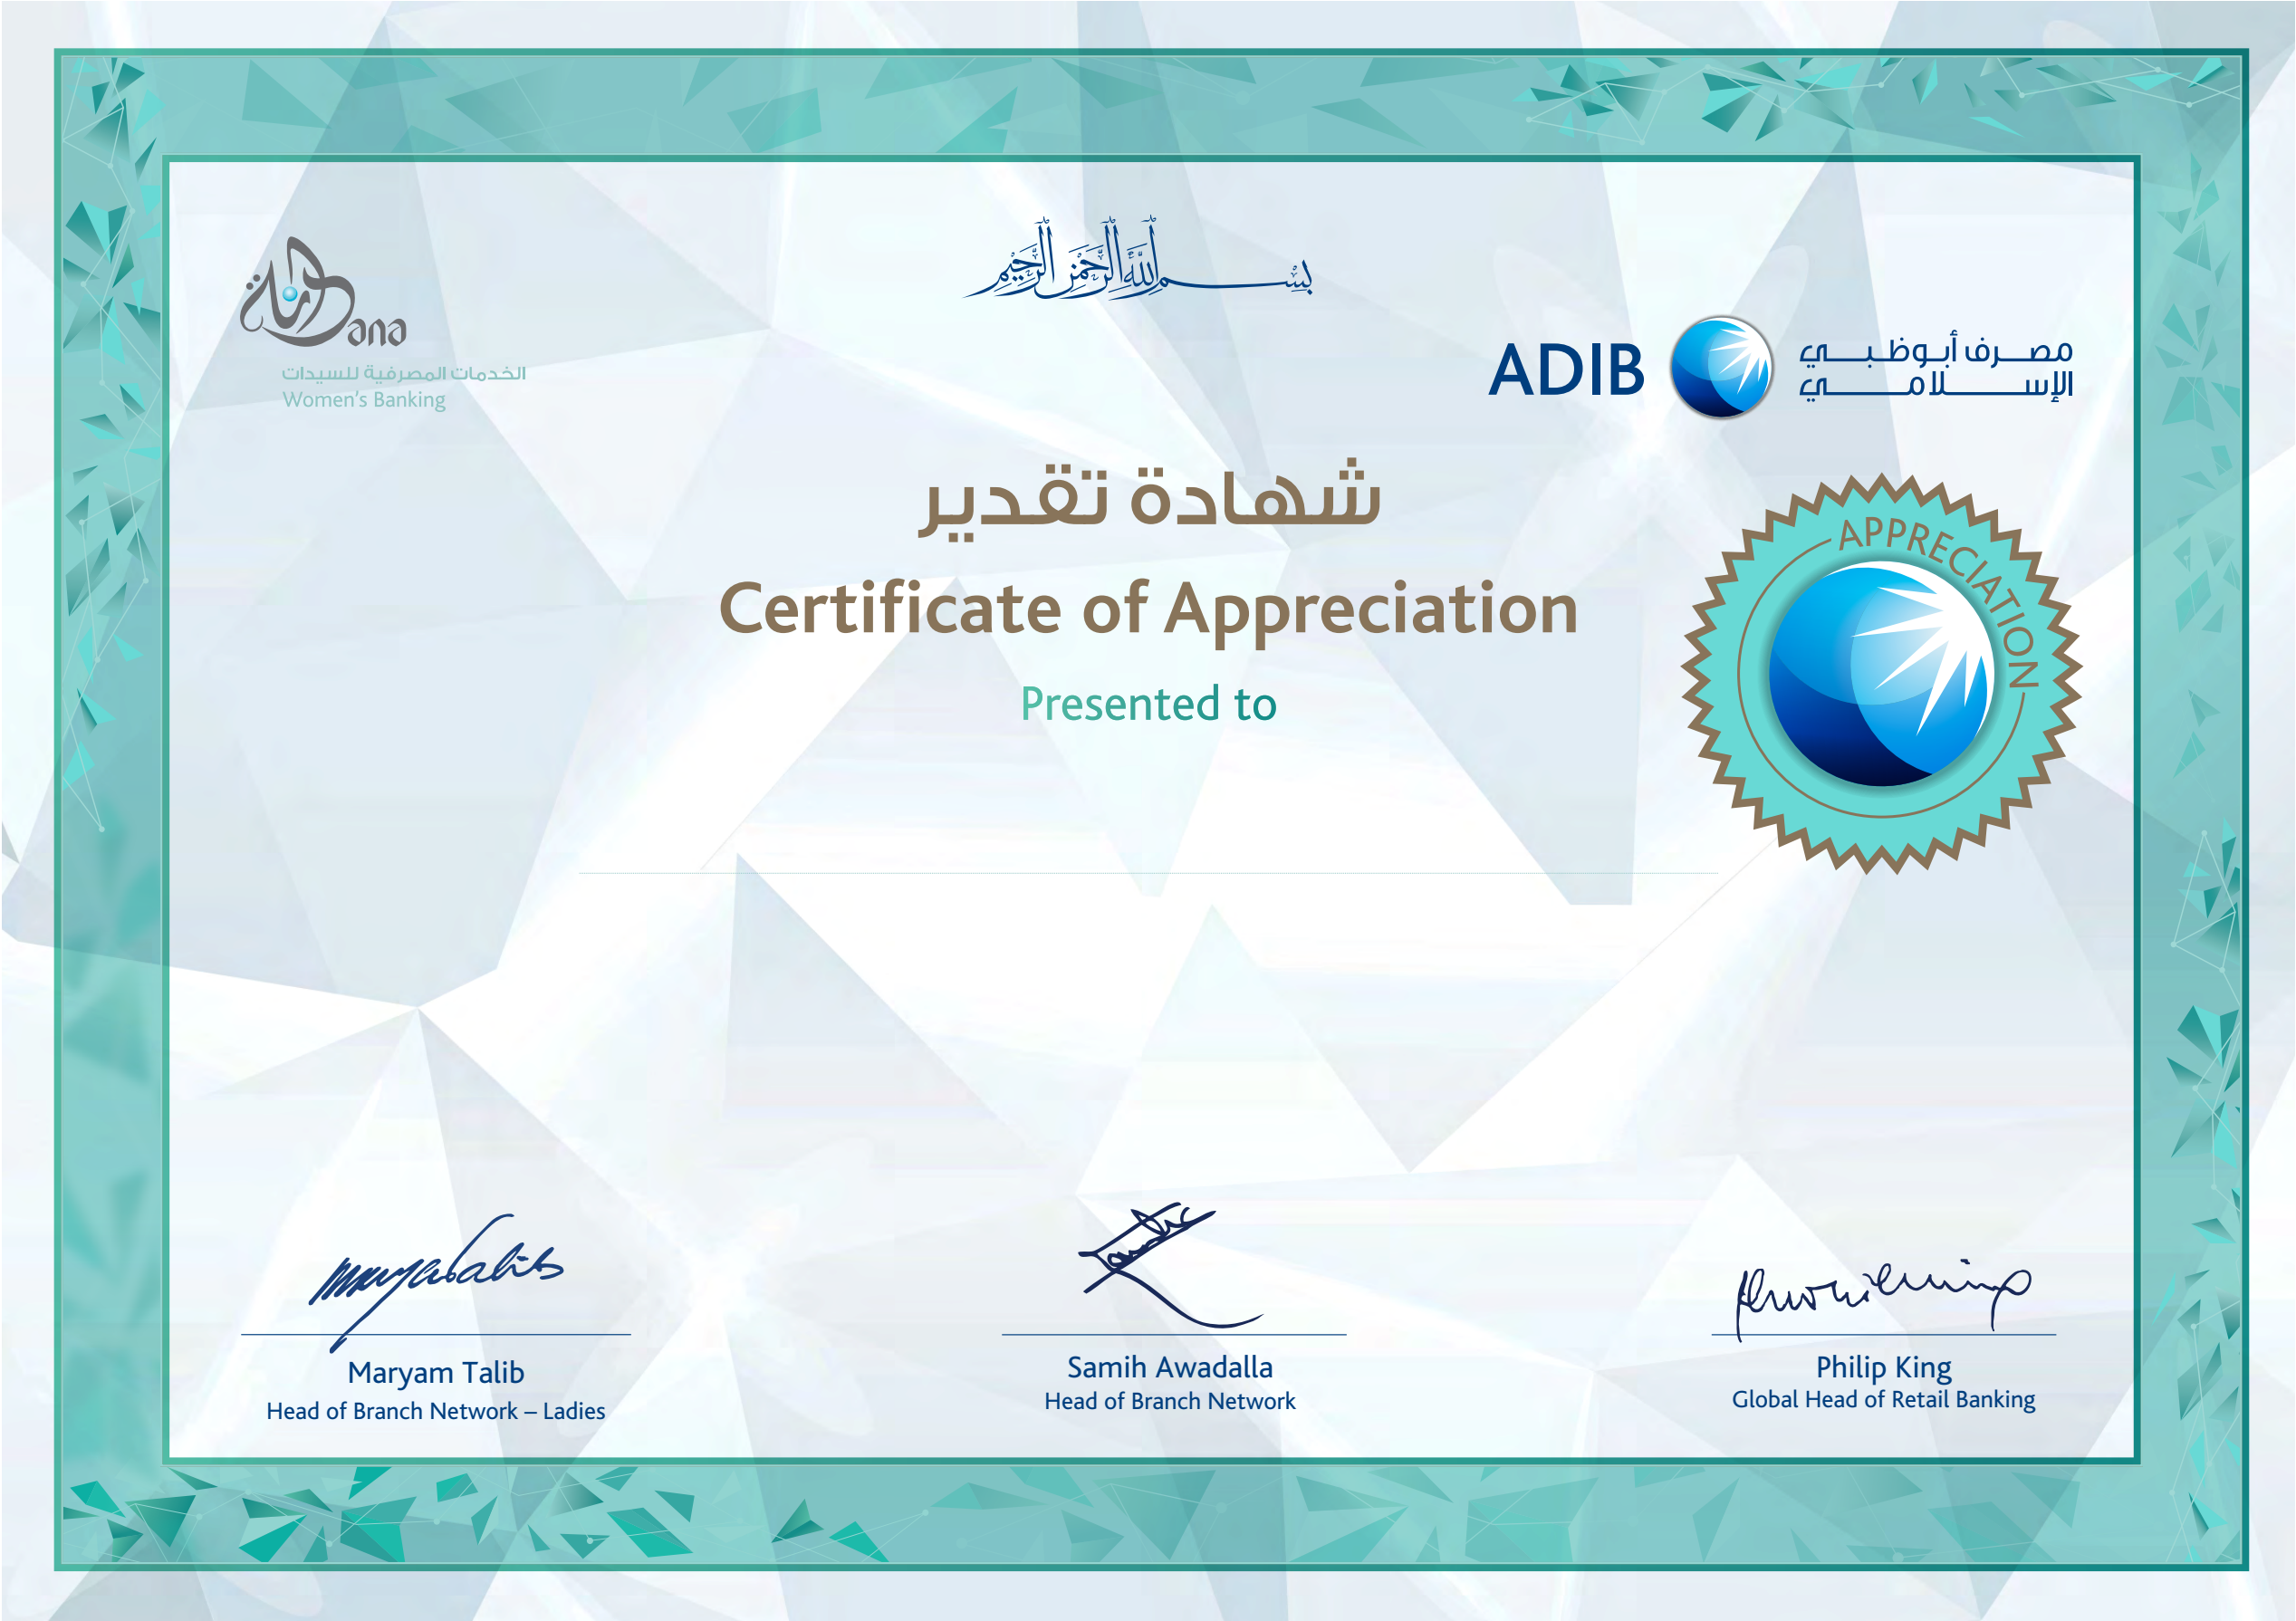 بسم الله الرحمن الرحيم
دانة
Dana
الخدمات المصرفية للسيدات
Women's Banking
ADIB
مصرف أبوظبي
الإسلامي
شهادة تقدير
Certificate of Appreciation
Presented to
APPRECIATION
Maryam Talib
Head of Branch Network – Ladies
Samih Awadalla
Head of Branch Network
Philip King
Global Head of Retail Banking